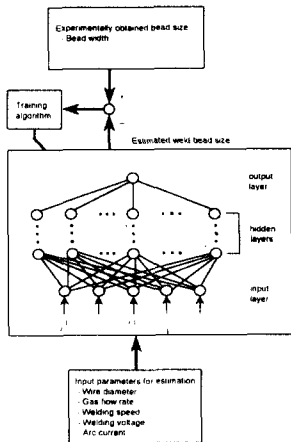 Experimentally obtained bead size
- Bead width
Training
algorithm
Estimated weld bead size
output
layer
hidden
layers
input
layer
Input parameters for estimation
- Wire diameter
- Gas flow rate
- Welding speed
- Welding voltage
Arc current